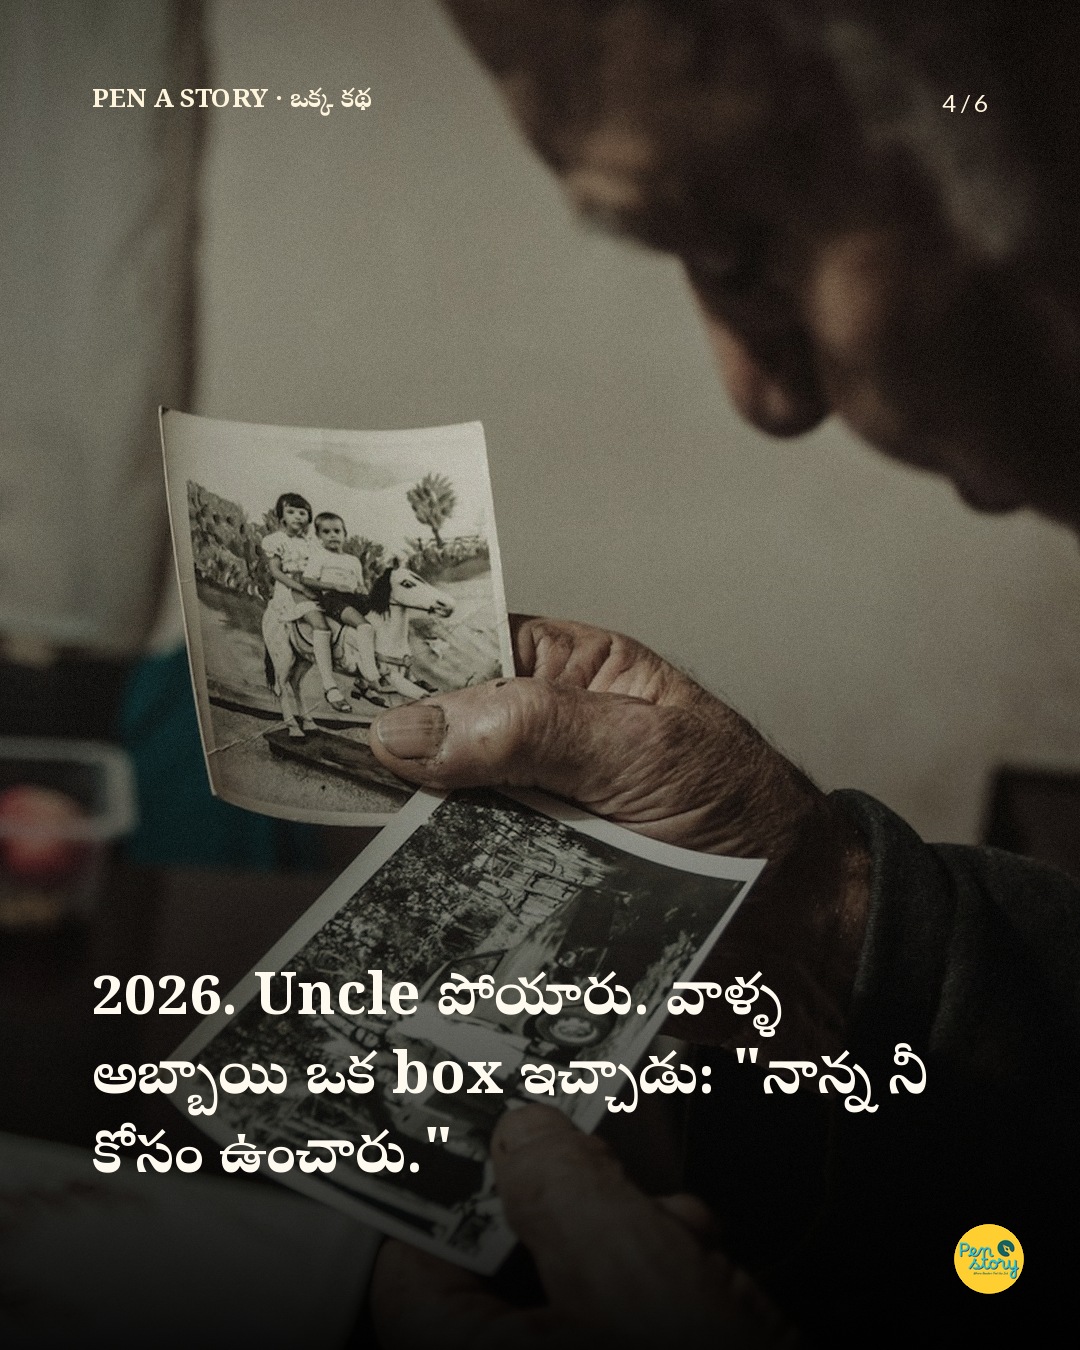 PEN A STORY · ఒక్క కథ
4/6
2026. Uncle పోయారు. వాళ్ళ
అబ్బాయి ఒక box ఇచ్చాడు: "నాన్న నీ
కోసం ఉంచారు."
Pen
story